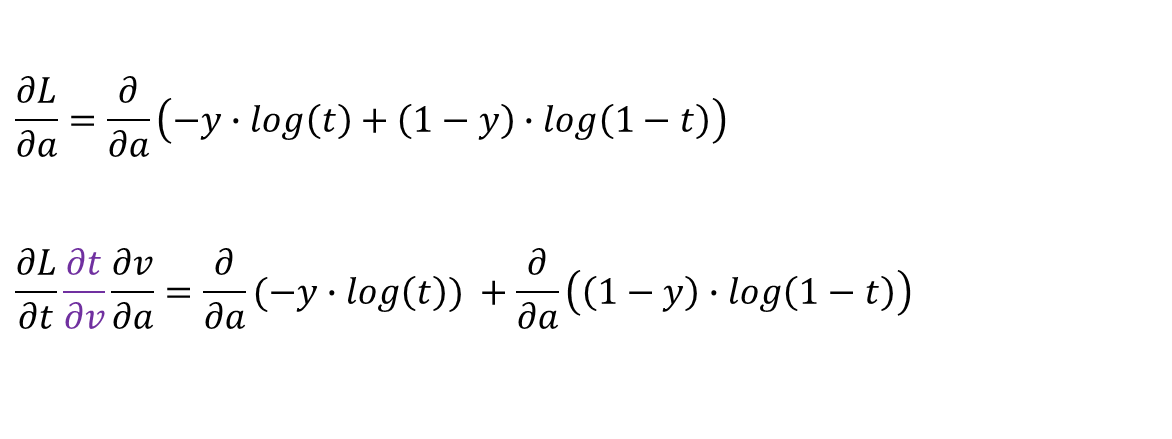 ∂L/∂a = ∂/∂a (−y · log(t) + (1 − y) · log(1 − t))
∂L/∂t ∂t/∂v ∂v/∂a = ∂/∂a (−y · log(t)) + ∂/∂a ((1 − y) · log(1 − t))